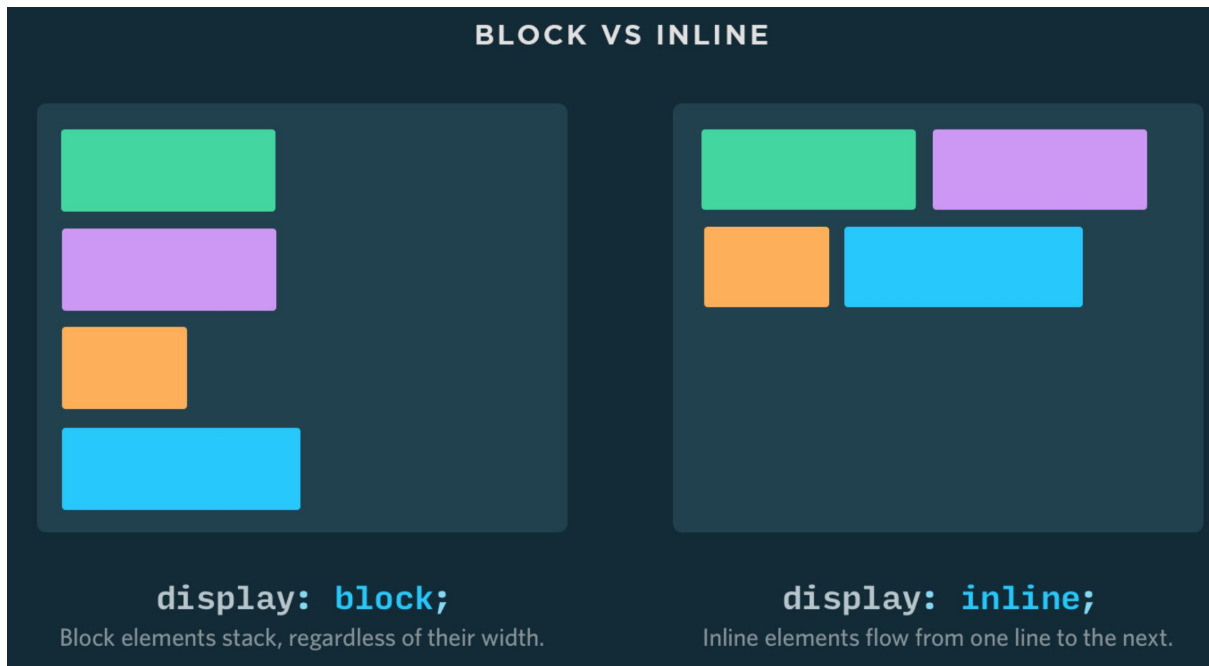 BLOCK VS INLINE
display: block;
Block elements stack, regardless of their width.
display: inline;
Inline elements flow from one line to the next.